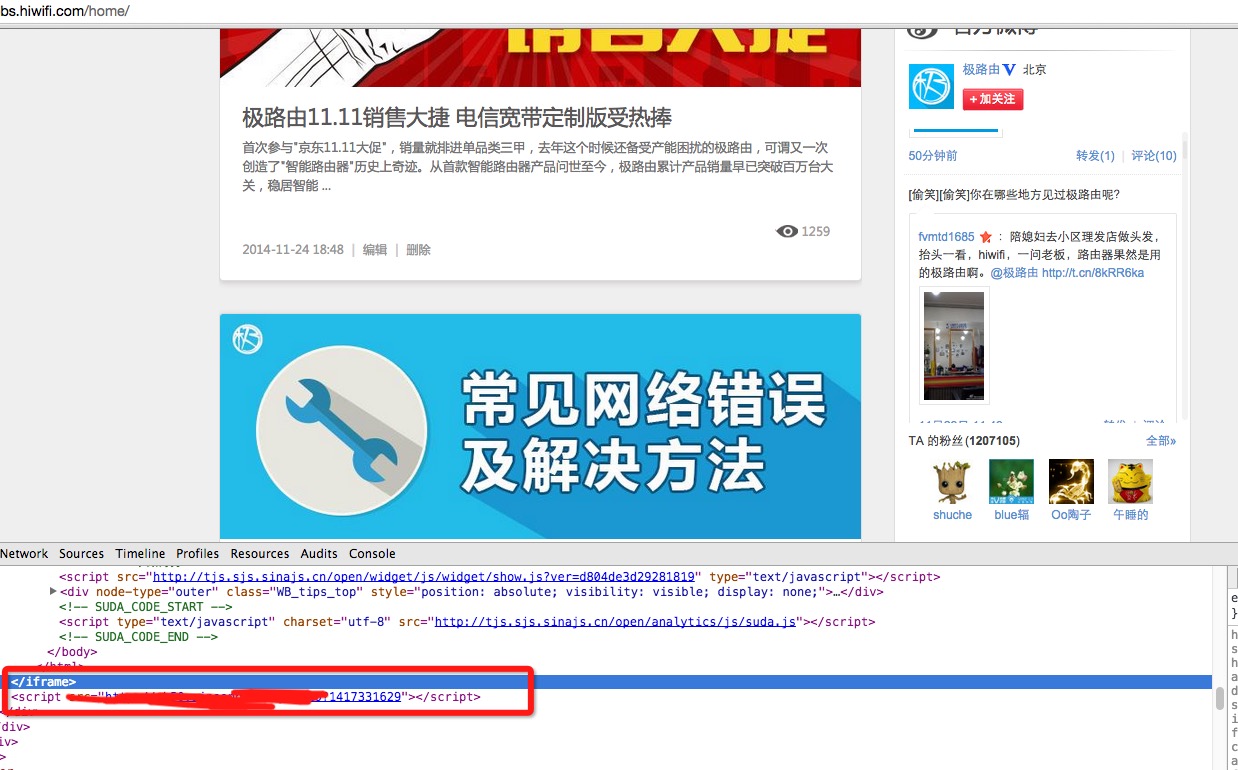 bs.hiwifi.com/home/
销售大捷
官方微博
极路由 V 北京
+加关注
极路由11.11销售大捷 电信宽带定制版受热捧
首次参与"京东11.11大促"，销量就排进单品类三甲，去年这个时候还备受产能困扰的极路由，可谓又一次
创造了"智能路由器"历史上奇迹。从首款智能路由器产品问世至今，极路由累计产品销量早已突破百万台大
关，稳居智能 ...
1259
2014-11-24 18:48 | 编辑 | 删除
50分钟前 转发(1) | 评论(10)
[偷笑][偷笑]你在哪些地方见过极路由呢?
fvmtd1685 ： 陪媳妇去小区理发店做头发，
抬头一看，hiwifi，一问老板，路由器果然是用
的极路由啊。@极路由 http://t.cn/8kRR6ka
TA 的粉丝(1207105) 全部»
shuche blue辐 Oo陶子 午睡的
极
常见网络错误
及解决方法
Network Sources Timeline Profiles Resources Audits Console
<script src="http://tjs.sjs.sinajs.cn/open/widget/js/widget/show.js?ver=d804de3d29281819" type="text/javascript"></script>
<div node-type="outer" class="WB_tips_top" style="position: absolute; visibility: visible; display: none;">…</div>
<!-- SUDA_CODE_START -->
<script type="text/javascript" charset="utf-8" src="http://tjs.sjs.sinajs.cn/open/analytics/js/suda.js"></script>
<!-- SUDA_CODE_END -->
</body>
</html>
</iframe>
<script 1417331629"></script>
</div>
/div>
iv>
>